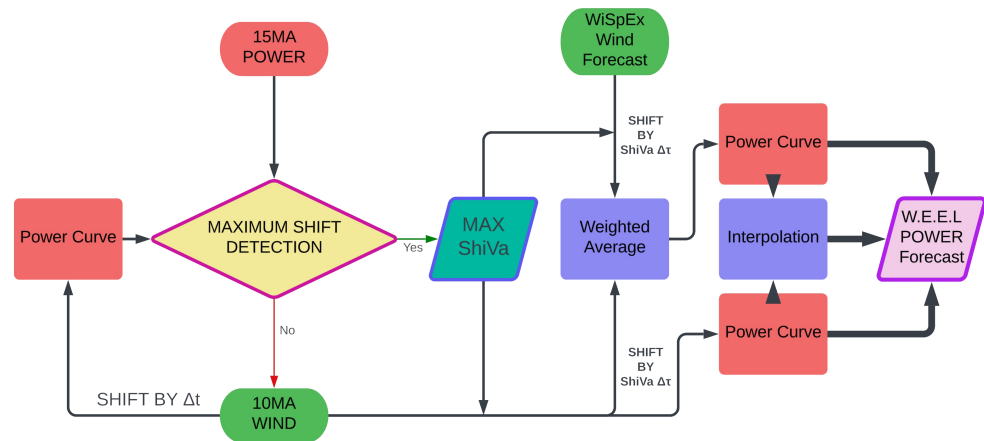 15MA
POWER
WiSpEx
Wind
Forecast
SHIFT
BY
ShiVa Δτ
Power Curve
Power Curve
MAXIMUM SHIFT
DETECTION
Yes
MAX
ShiVa
Weighted
Average
Interpolation
W.E.E.L
POWER
Forecast
No
SHIFT
BY
ShiVa Δτ
Power Curve
SHIFT BY Δt
10MA
WIND